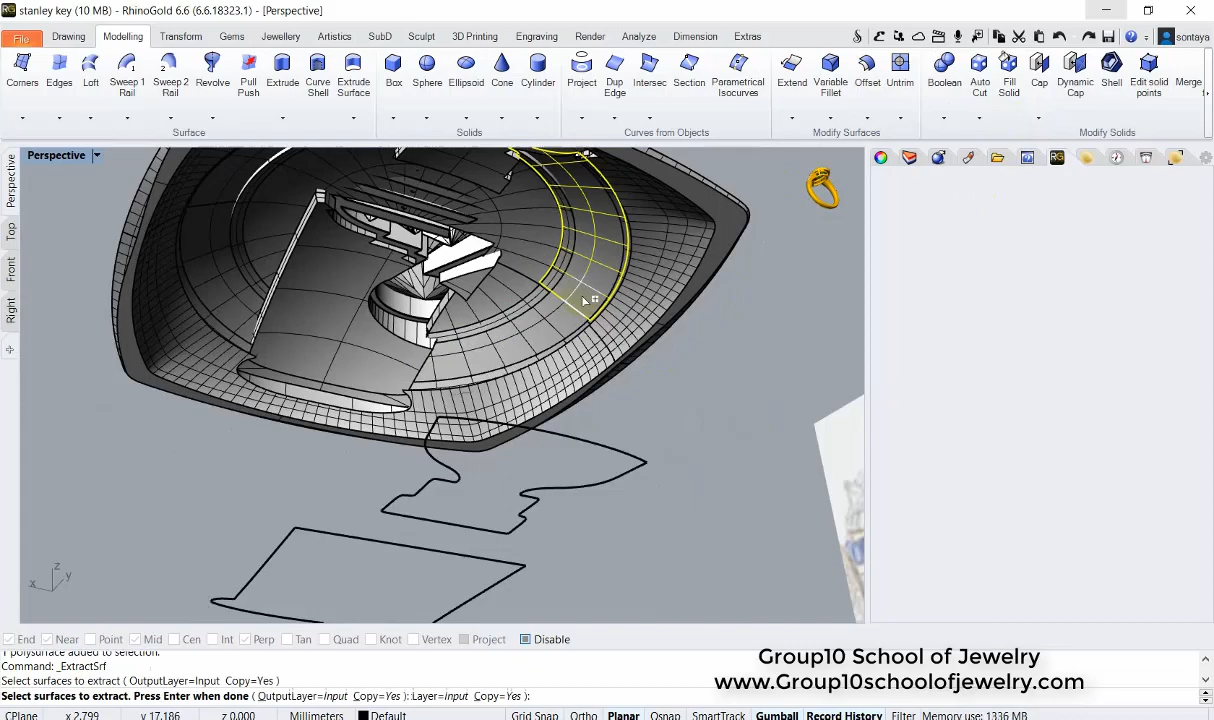 stanley key (10 MB) - RhinoGold 6.6 (6.6.18323.1) - [Perspective]
File Drawing Modelling Transform Gems Jewellery Artistics SubD Sculpt 3D Printing Engraving Render Analyze Dimension Extras sontaya
Corners Edges Loft Sweep 1 Rail Sweep 2 Rail Revolve Pull Push Extrude Curve Shell Extrude Surface Box Sphere Ellipsoid Cone Cylinder Project Dup Edge Intersec Section Parametrical Isocurves Extend Variable Fillet Offset Untrim Boolean Auto Cut Fill Solid Cap Dynamic Cap Shell Edit solid points Merge f
Surface Solids Curves from Objects Modify Surfaces Modify Solids
Perspective
Perspective
Top
Front
Right
z
x y
End Near Point Mid Cen Int Perp Tan Quad Knot Vertex Project Disable
1 polysurface added to selection.
Command: _ExtractSrf
Select surfaces to extract ( OutputLayer=Input Copy=Yes )
Select surfaces to extract. Press Enter when done ( OutputLayer=Input Copy=Yes ): :Layer=Input Copy=Yes ):
Group10 School of Jewelry
www.Group10schoolofjewelry.com
CPlane x 2.799 y 17.186 z 0.000 Millimeters Default Grid Snap Ortho Planar Osnap SmartTrack Gumball Record History Filter Memory use: 1336 MB